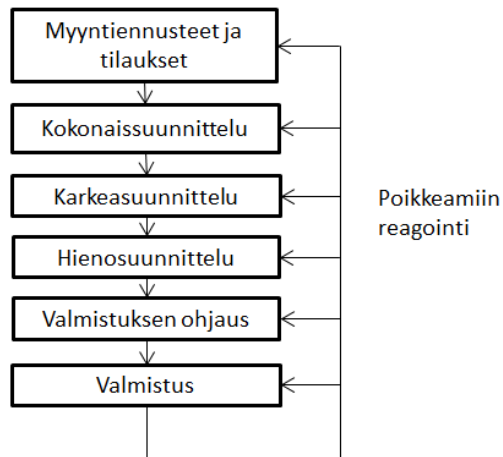 Myyntiennusteet ja
tilaukset
Kokonaissuunnittelu
Karkeasuunnittelu
Poikkeamiin
reagointi
Hienosuunnittelu
Valmistuksen ohjaus
Valmistus